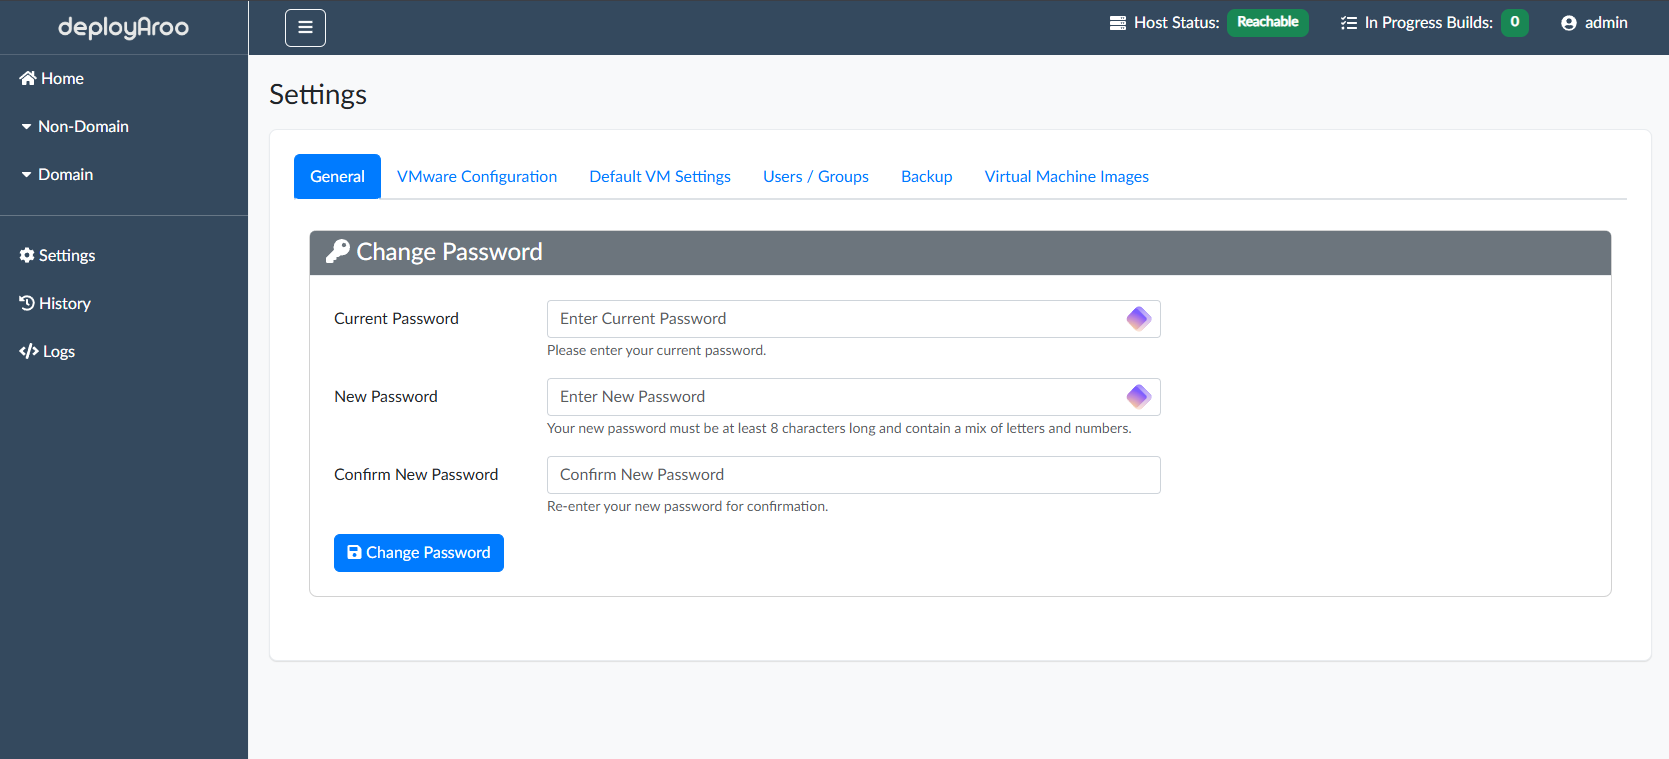 deployAroo
Host Status: Reachable
In Progress Builds: 0
admin
Home
Non-Domain
Domain
Settings
History
Logs
Settings
General
VMware Configuration
Default VM Settings
Users / Groups
Backup
Virtual Machine Images
Change Password
Current Password
Enter Current Password
Please enter your current password.
New Password
Enter New Password
Your new password must be at least 8 characters long and contain a mix of letters and numbers.
Confirm New Password
Confirm New Password
Re-enter your new password for confirmation.
Change Password